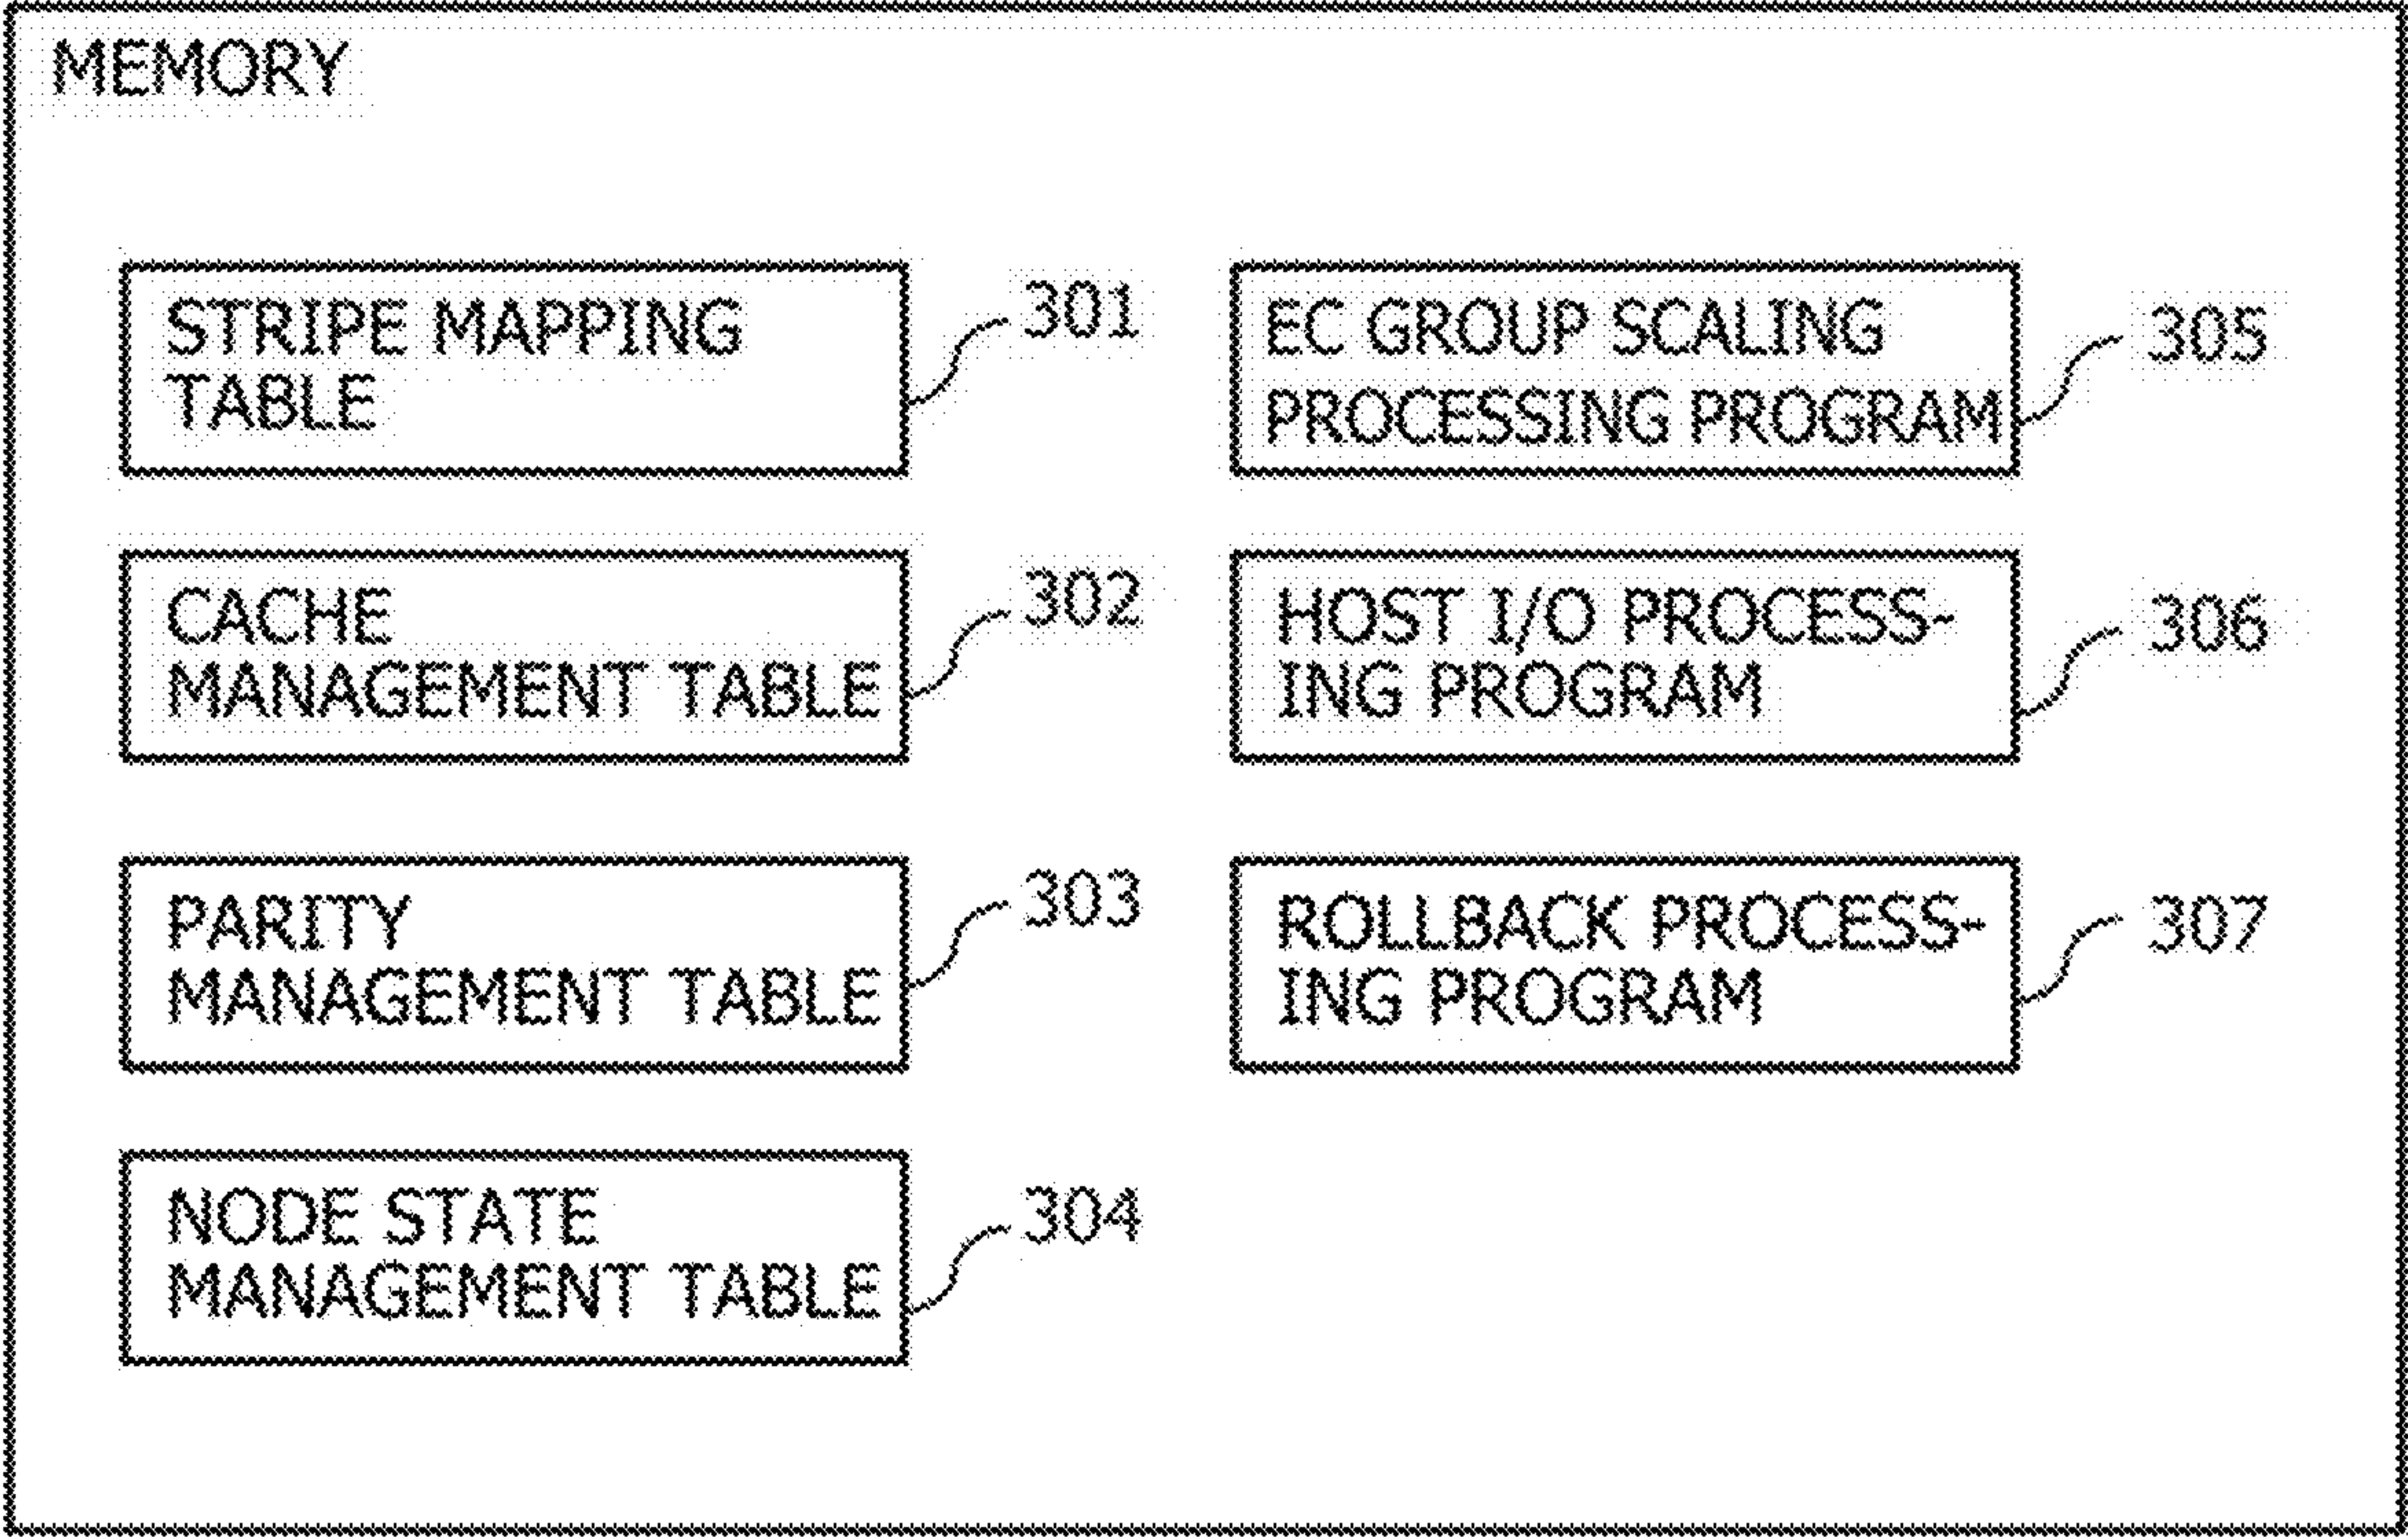 MEMORY
STRIPE MAPPING
TABLE
301
CACHE
MANAGEMENT TABLE
302
PARITY
MANAGEMENT TABLE
303
NODE STATE
MANAGEMENT TABLE
304
EC GROUP SCALING
PROCESSING PROGRAM
305
HOST I/O PROCESS-
ING PROGRAM
306
ROLLBACK PROCESS-
ING PROGRAM
307